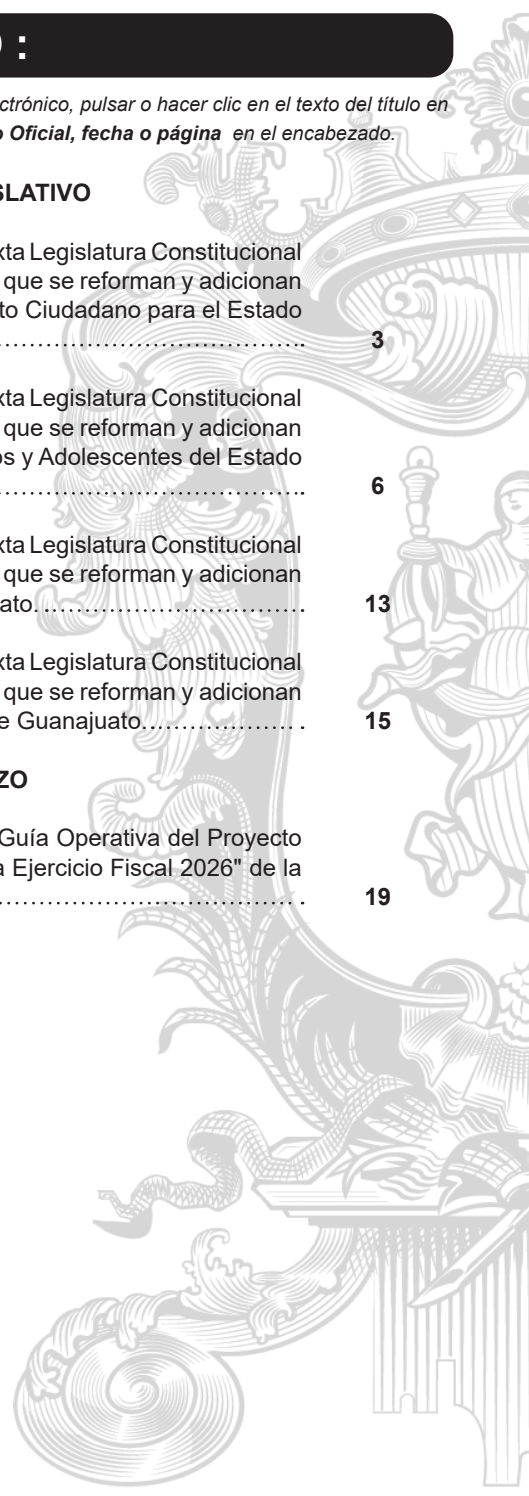 :
ctrónico, pulsar o hacer clic en el texto del título en
Oficial, fecha o página en el encabezado.
SLATIVO
xta Legislatura Constitucional
que se reforman y adicionan
to Ciudadano para el Estado
........................................ 3
xta Legislatura Constitucional
que se reforman y adicionan
os y Adolescentes del Estado
........................................ 6
xta Legislatura Constitucional
que se reforman y adicionan
ato................................. 13
xta Legislatura Constitucional
que se reforman y adicionan
e Guanajuato.................. . 15
ZO
Guía Operativa del Proyecto
a Ejercicio Fiscal 2026" de la
....................................... . 19